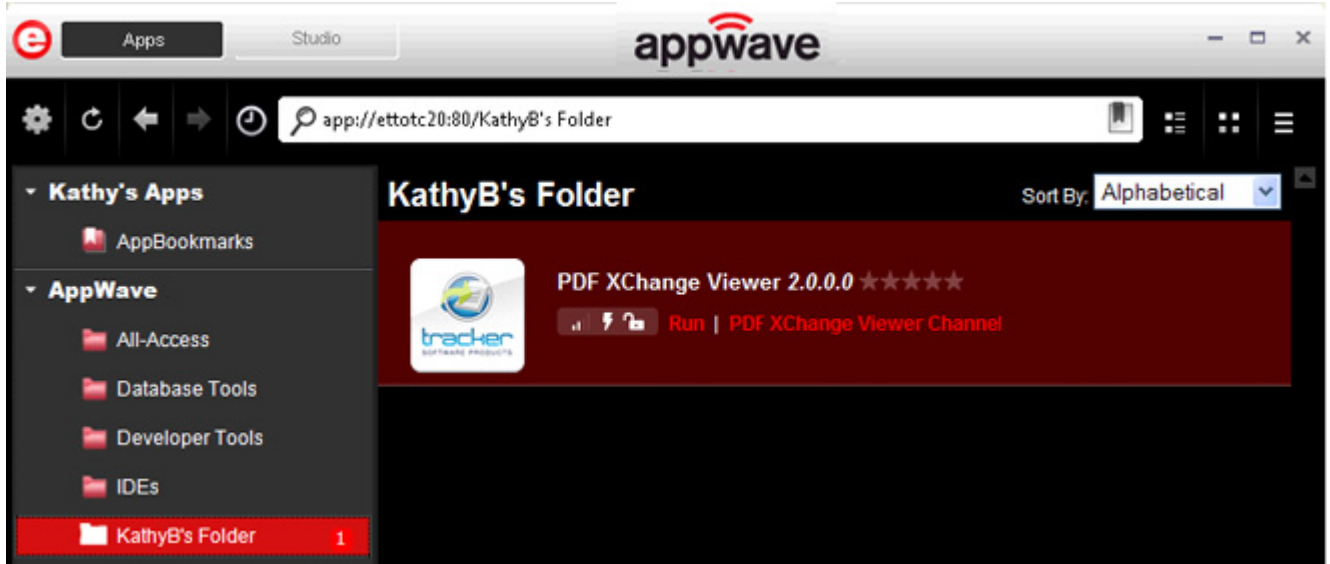 e Apps Studio appwave
app://ettotc20:80/KathyB's Folder
Kathy's Apps
AppBookmarks
AppWave
All-Access
Database Tools
Developer Tools
IDEs
KathyB's Folder 1
KathyB's Folder Sort By: Alphabetical
tracker
SOFTWARE PRODUCTS
PDF XChange Viewer 2.0.0.0
Run | PDF XChange Viewer Channel